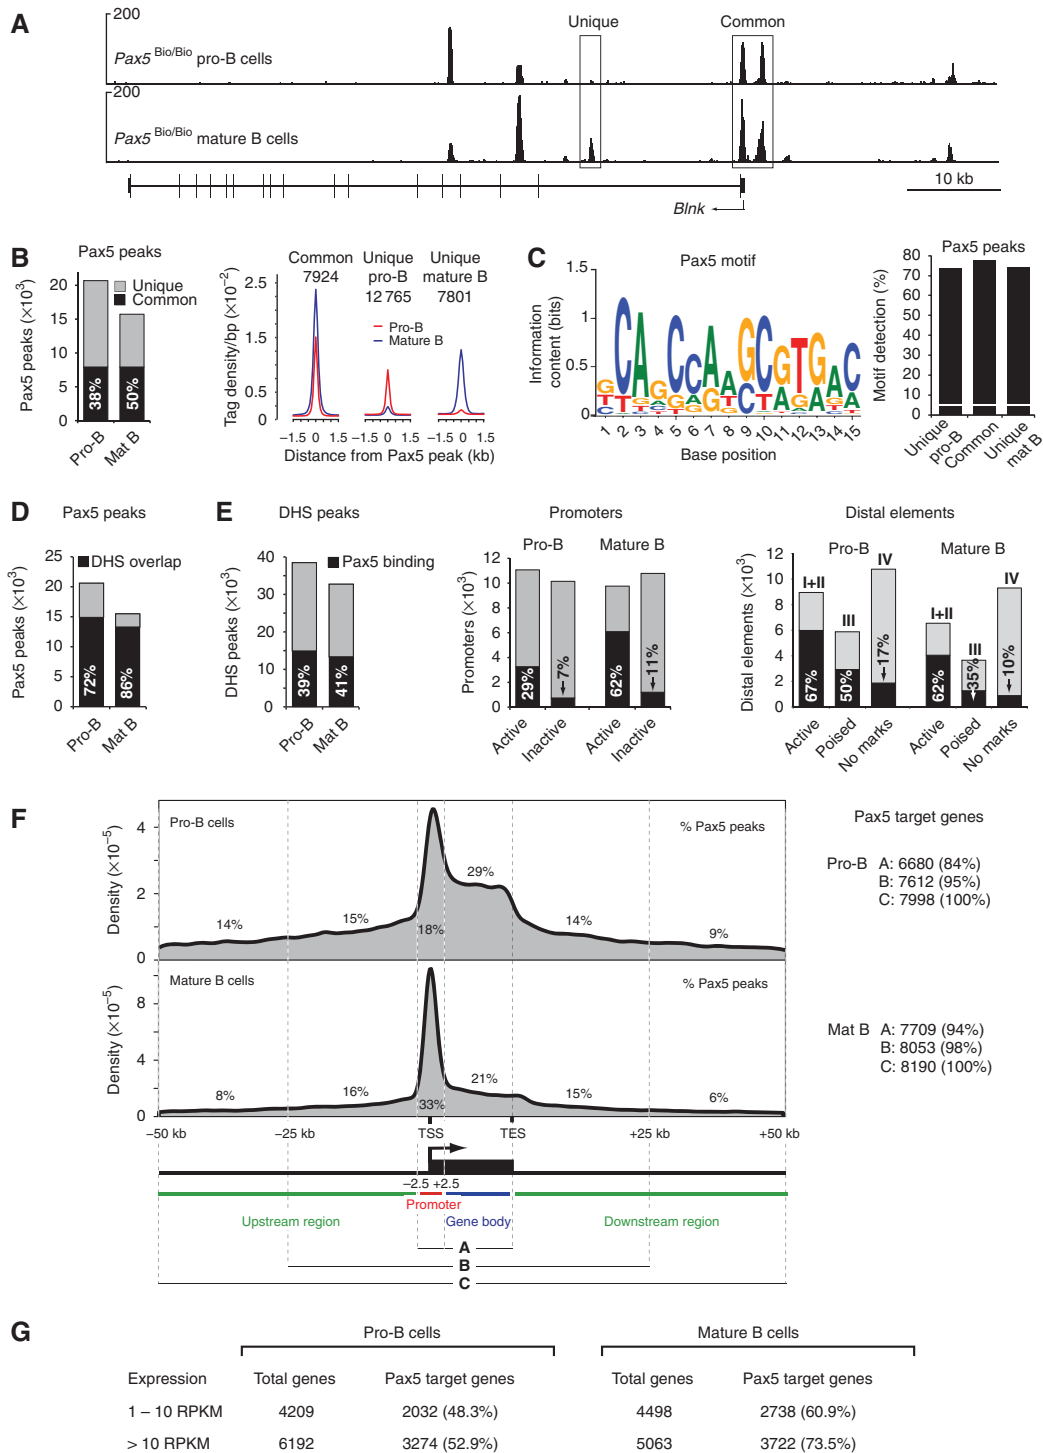 A
200
Unique
Common
Pax5 Bio/Bio pro-B cells
200
Pax5 Bio/Bio mature B cells
10 kb
Blnk
B
Pax5 peaks
Pax5 peaks (×10³)
20
15
10
5
0
Unique
Common
38%
50%
Pro-B
Mat B
Tag density/bp (×10⁻²)
2.5
2.0
1.5
1.0
0.5
0
Common
7924
Unique
pro-B
12 765
Unique
mature B
7801
Pro-B
Mature B
−1.5 0 1.5
−1.5 0 1.5
−1.5 0 1.5
Distance from Pax5 peak (kb)
C
Pax5 motif
Information
content (bits)
1.5
1
0.5
0
1 2 3 4 5 6 7 8 9 10 11 12 13 14 15
Base position
Pax5 peaks
Motif detection (%)
80
70
60
50
40
30
20
10
0
Unique
pro-B
Common
Unique
mat B
D
Pax5 peaks
Pax5 peaks (×10³)
25
20
15
10
5
0
DHS overlap
72%
86%
Pro-B
Mat B
E
DHS peaks
DHS peaks (×10³)
40
30
20
10
0
Pax5 binding
39%
41%
Pro-B
Mat B
Promoters
Pro-B
Mature B
Promoters (×10³)
12
10
8
6
4
2
0
29%
7%
62%
11%
Active
Inactive
Active
Inactive
Distal elements
Pro-B
Mature B
Distal elements (×10³)
12
10
8
6
4
2
0
I+II
III
IV
I+II
III
IV
67%
50%
17%
62%
35%
10%
Active
Poised
No marks
Active
Poised
No marks
F
Pro-B cells
% Pax5 peaks
Density (×10⁻⁵)
4
2
0
14%
15%
18%
29%
14%
9%
Mature B cells
% Pax5 peaks
Density (×10⁻⁵)
8
4
0
8%
16%
33%
21%
15%
6%
−50 kb
−25 kb
TSS
TES
+25 kb
+50 kb
−2.5 +2.5
Promoter
Upstream region
Gene body
Downstream region
A
B
C
Pax5 target genes
Pro-B A: 6680 (84%)
B: 7612 (95%)
C: 7998 (100%)
Mat B A: 7709 (94%)
B: 8053 (98%)
C: 8190 (100%)
G
Pro-B cells
Mature B cells
Expression Total genes Pax5 target genes Total genes Pax5 target genes
1 – 10 RPKM 4209 2032 (48.3%) 4498 2738 (60.9%)
> 10 RPKM 6192 3274 (52.9%) 5063 3722 (73.5%)